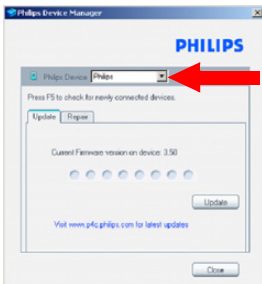 Philips Device Manager
PHILIPS
Philips Device Philips
Press F5 to check for newly connected devices.
Update Repair
Current Firmware version on device: 3.50
Update
Visit www.p4c.philips.com for latest updates
Close